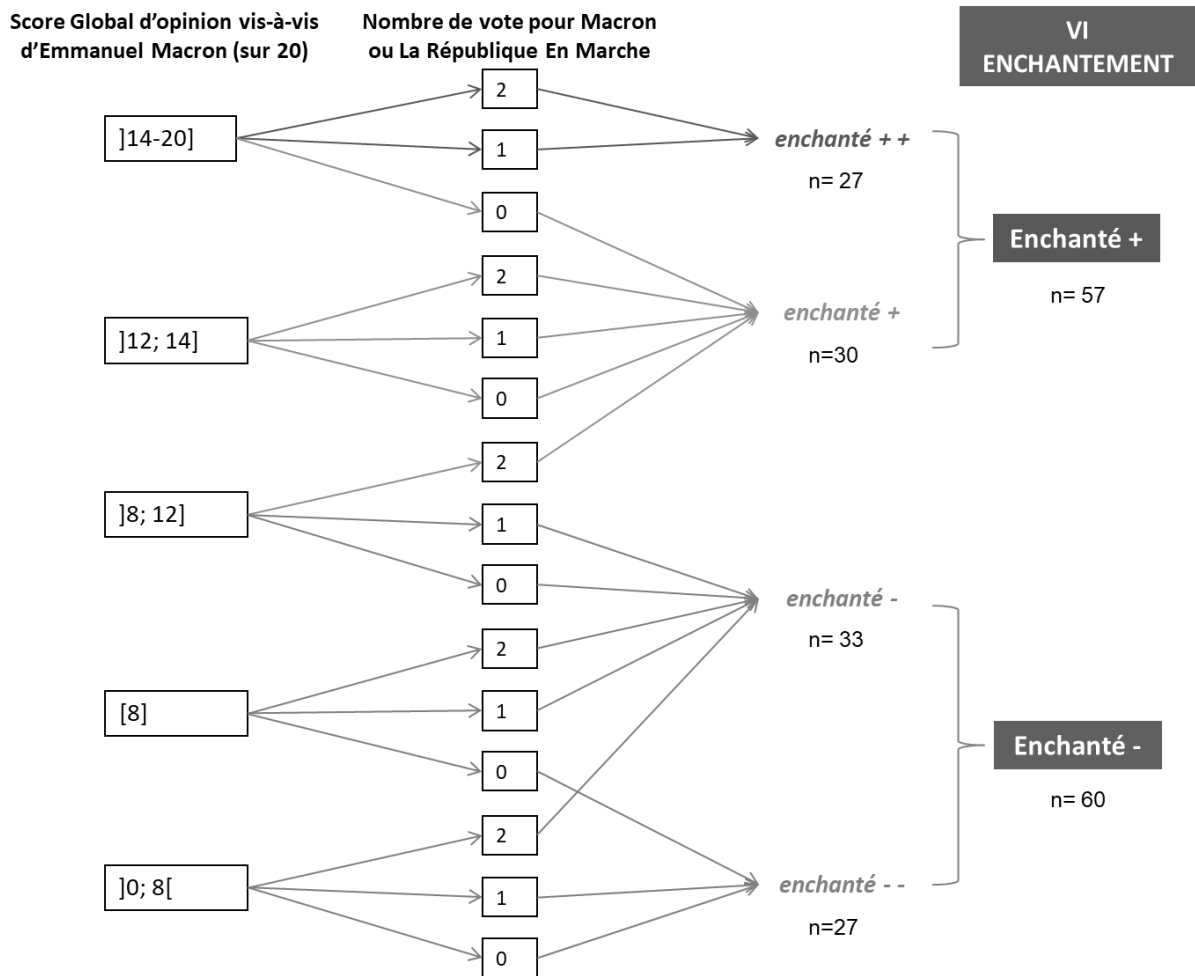 Score Global d'opinion vis-à-vis
d'Emmanuel Macron (sur 20)
Nombre de vote pour Macron
ou La République En Marche
VI
ENCHANTEMENT
]14-20]
2
1
0
enchanté + +
n= 27
]12; 14]
2
1
0
enchanté +
n=30
Enchanté +
n= 57
]8; 12]
2
1
0
enchanté -
n= 33
[8]
2
1
0
Enchanté -
n= 60
]0; 8[
2
1
0
enchanté - -
n=27